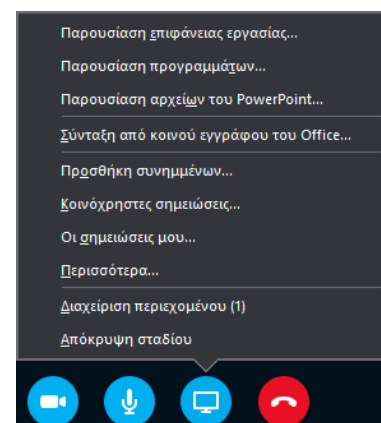 Παρουσίαση επιφάνειας εργασίας...
Παρουσίαση προγραμμάτων...
Παρουσίαση αρχείων του PowerPoint...
Σύνταξη από κοινού εγγράφου του Office...
Προσθήκη συνημμένων...
Κοινόχρηστες σημειώσεις...
Οι σημειώσεις μου...
Περισσότερα...
Διαχείριση περιεχομένου (1)
Απόκρυψη σταδίου